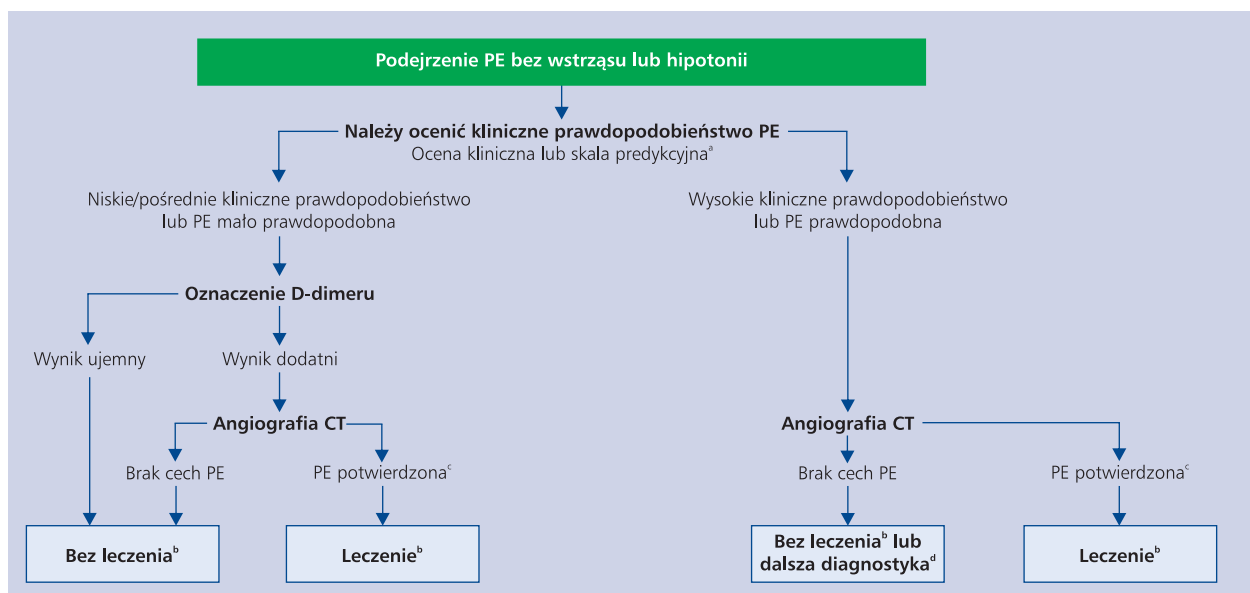 Podejrzenie PE bez wstrząsu lub hipotonii
Należy ocenić kliniczne prawdopodobieństwo PE
Ocena kliniczna lub skala predykcyjnaᵃ
Niskie/pośrednie kliniczne prawdopodobieństwo
lub PE mało prawdopodobna
Wysokie kliniczne prawdopodobieństwo
lub PE prawdopodobna
Oznaczenie D-dimeru
Wynik ujemny
Wynik dodatni
Angiografia CT
Angiografia CT
Brak cech PE
PE potwierdzonaᶜ
Brak cech PE
PE potwierdzonaᶜ
Bez leczeniaᵇ
Leczenieᵇ
Bez leczeniaᵇ lub
dalsza diagnostykaᵈ
Leczenieᵇ